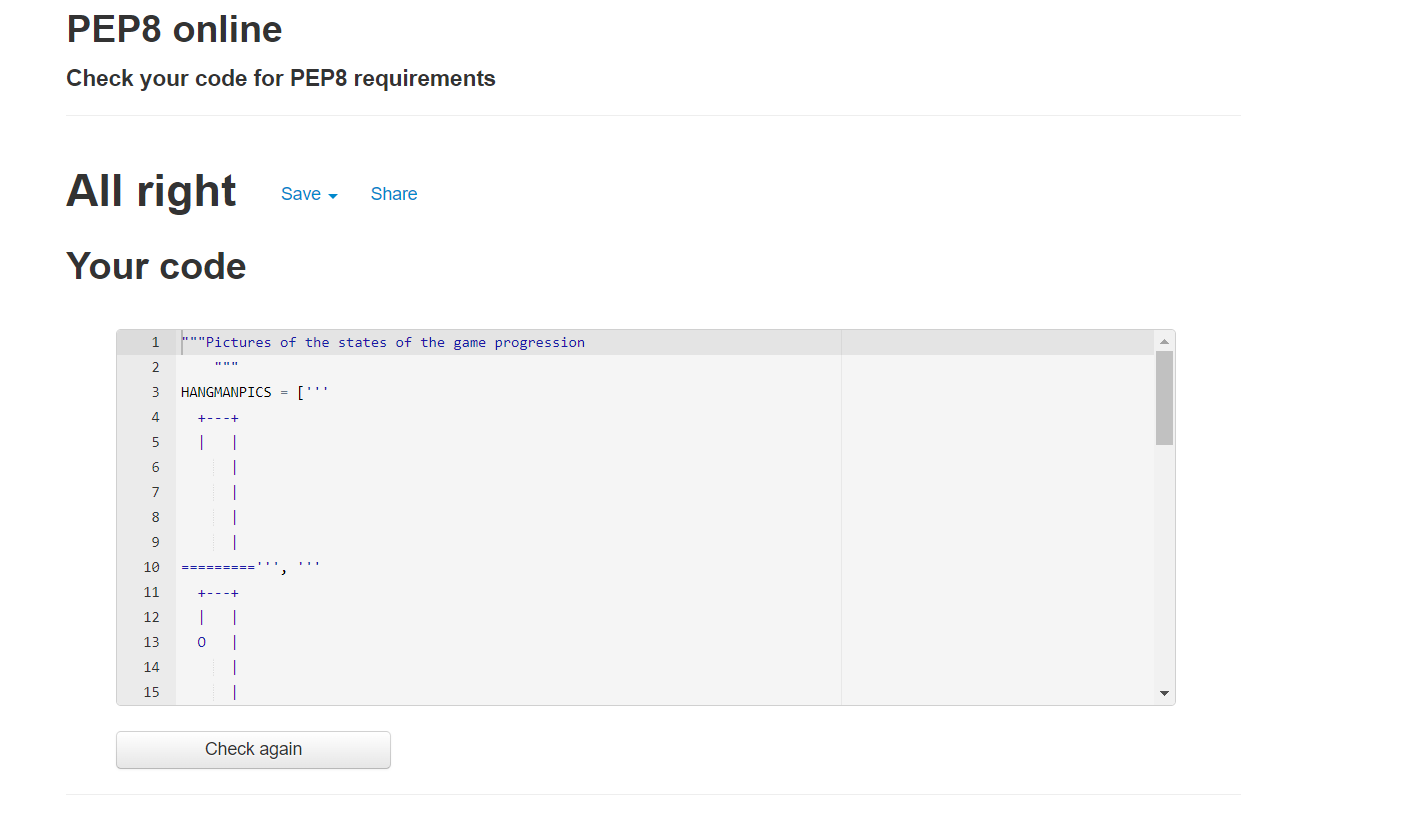 PEP8 online
Check your code for PEP8 requirements
All right Save Share
Your code
1 """Pictures of the states of the game progression
2     """
3 HANGMANPICS = ['''
4   +---+
5   |   |
6       |
7       |
8       |
9       |
10 =========''', '''
11   +---+
12   |   |
13   O   |
14       |
15       |
Check again